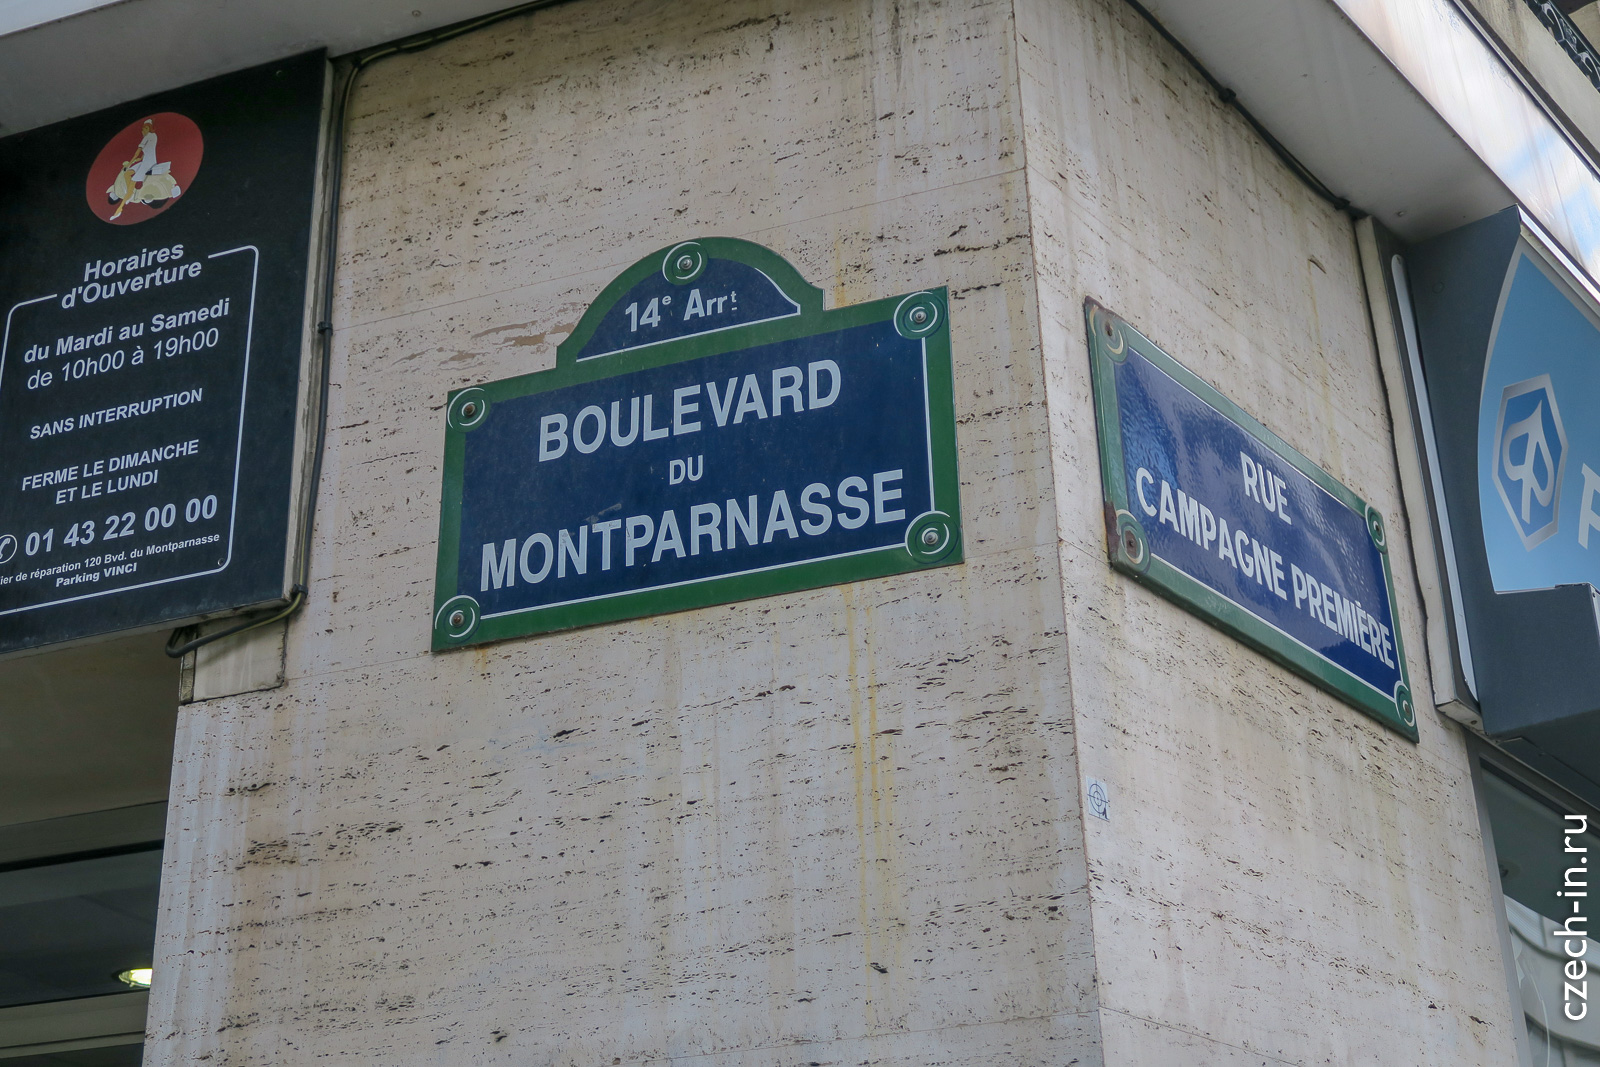 Horaires
d'Ouverture
du Mardi au Samedi
de 10h00 à 19h00
SANS INTERRUPTION
FERME LE DIMANCHE
ET LE LUNDI
01 43 22 00 00
de réparation 120 Bvd. du Montparnasse
Parking VINCI
14e Arrt
BOULEVARD
DU
MONTPARNASSE
RUE
CAMPAGNE PREMIÈRE
czech-in.ru